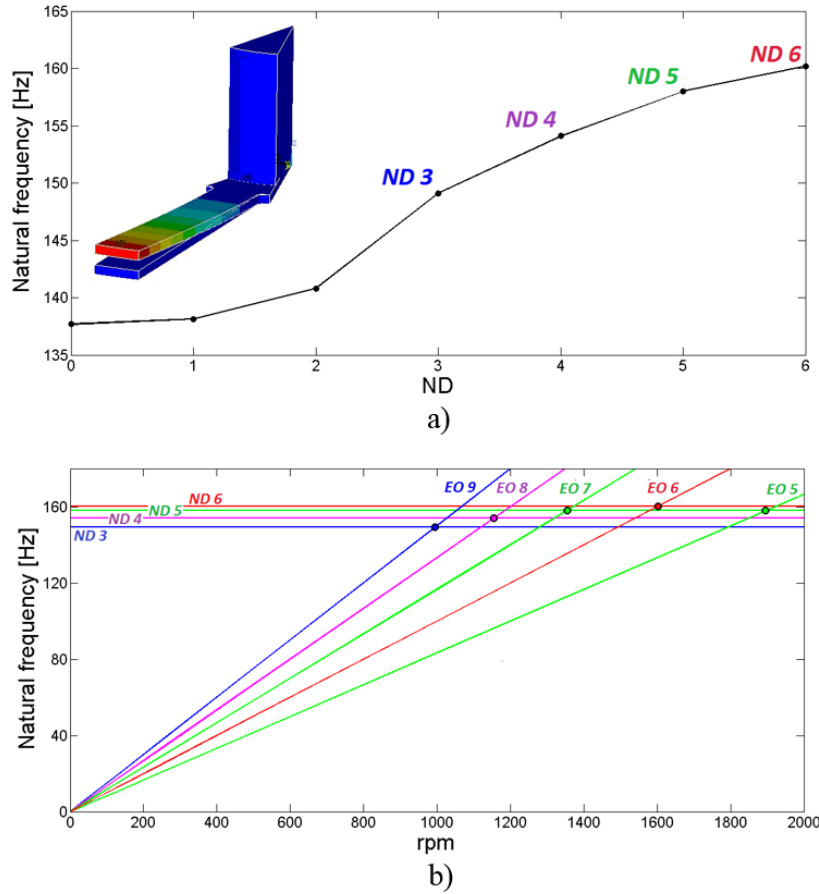 165
160
155
150
145
140
135
Natural frequency [Hz]
ND 3
ND 4
ND 5
ND 6
0 1 2 3 4 5 6
ND
a)
160
120
80
40
0
Natural frequency [Hz]
EO 9
EO 8
EO 7
EO 6
EO 5
ND 6
ND 5
ND 4
ND 3
0 200 400 600 800 1000 1200 1400 1600 1800 2000
rpm
b)